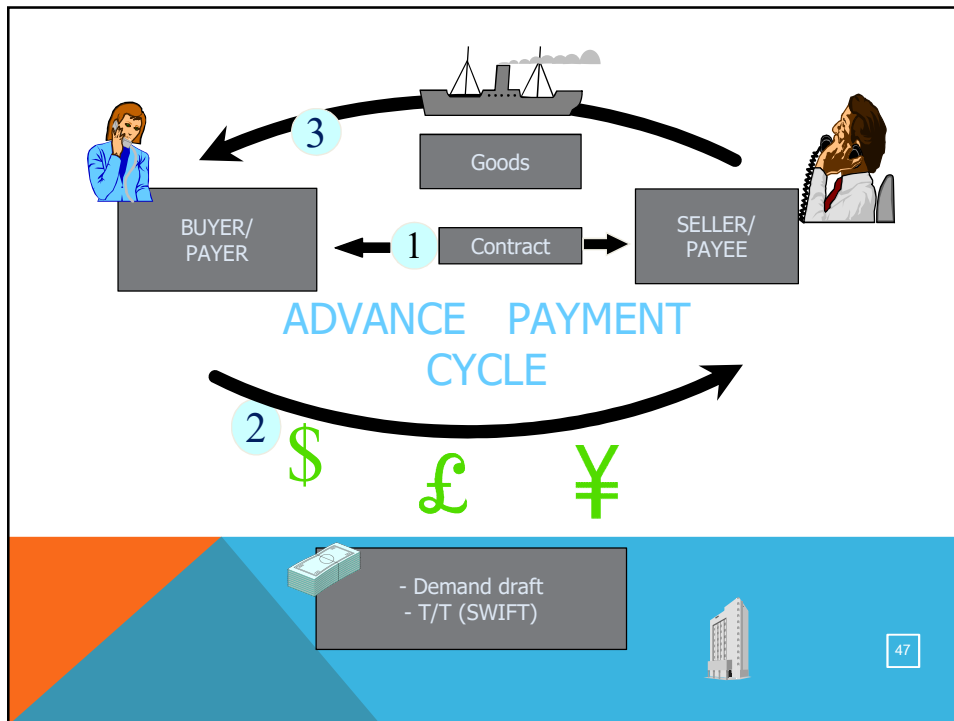 3
Goods
BUYER/
PAYER
1
Contract
SELLER/
PAYEE
ADVANCE PAYMENT
CYCLE
2
$ £ ¥
- Demand draft
- T/T (SWIFT)
47